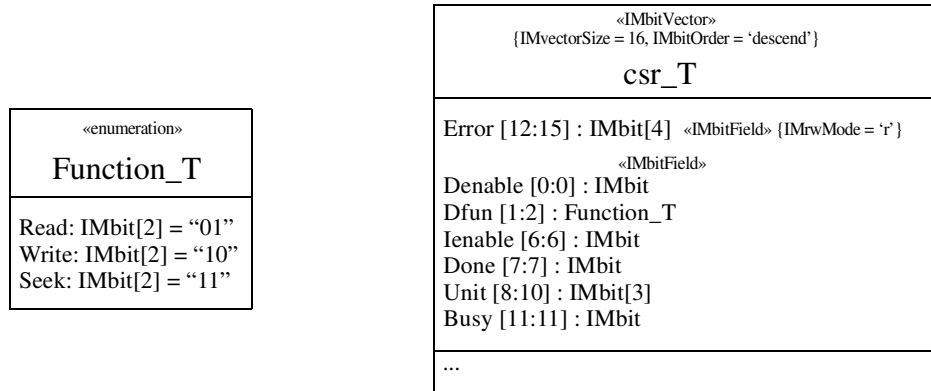 «enumeration»
Function_T
Read: IMbit[2] = “01”
Write: IMbit[2] = “10”
Seek: IMbit[2] = “11”
«IMbitVector»
{IMvectorSize = 16, IMbitOrder = ‘descend’}
csr_T
Error [12:15] : IMbit[4] «IMbitField» {IMrwMode = ‘r’}
«IMbitField»
Denable [0:0] : IMbit
Dfun [1:2] : Function_T
Ienable [6:6] : IMbit
Done [7:7] : IMbit
Unit [8:10] : IMbit[3]
Busy [11:11] : IMbit
...